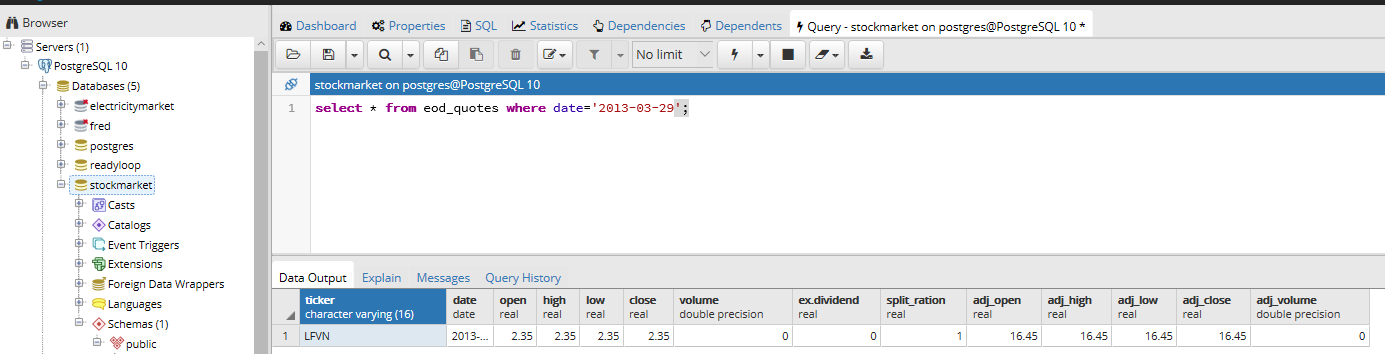 Browser
Servers (1)
PostgreSQL 10
Databases (5)
electricitymarket
fred
postgres
readyloop
stockmarket
Casts
Catalogs
Event Triggers
Extensions
Foreign Data Wrappers
Languages
Schemas (1)
public
Dashboard Properties SQL Statistics Dependencies Dependents Query - stockmarket on postgres@PostgreSQL 10 *
No limit
stockmarket on postgres@PostgreSQL 10
1 select * from eod_quotes where date='2013-03-29';
Data Output Explain Messages Query History
ticker date open high low close volume ex.dividend split_ration adj_open adj_high adj_low adj_close adj_volume
character varying (16) date real real real real double precision real real real real real real double precision
1 LFVN 2013-... 2.35 2.35 2.35 2.35 0 0 1 16.45 16.45 16.45 16.45 0